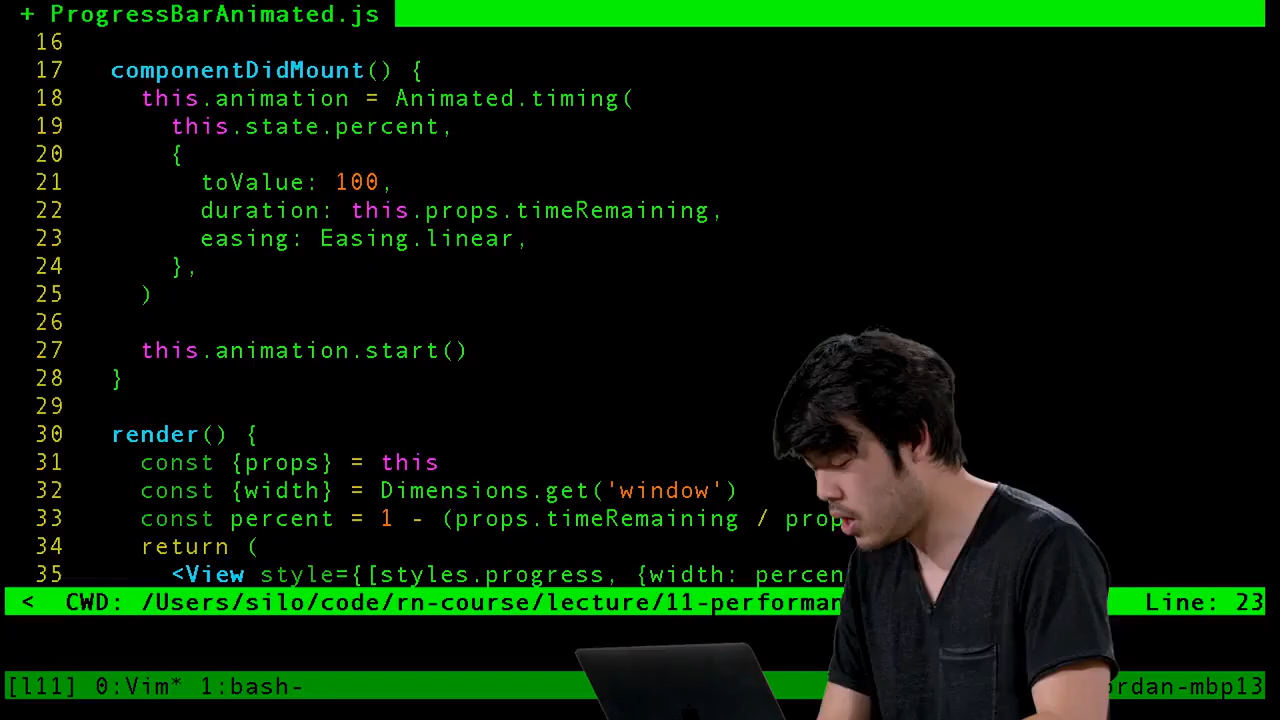 + ProgressBarAnimated.js
16
17 componentDidMount() {
18 this.animation = Animated.timing(
19 this.state.percent,
20 {
21 toValue: 100,
22 duration: this.props.timeRemaining,
23 easing: Easing.linear,
24 },
25 )
26
27 this.animation.start()
28 }
29
30 render() {
31 const {props} = this
32 const {width} = Dimensions.get('window')
33 const percent = 1 - (props.timeRemaining /
34 return (
35 <View style={[styles.progress, {width:
< CWD: /Users/silo/code/rn-course/lecture/ Line: 23
[l11] 0:Vim* 1:bash- rdan-mbp13